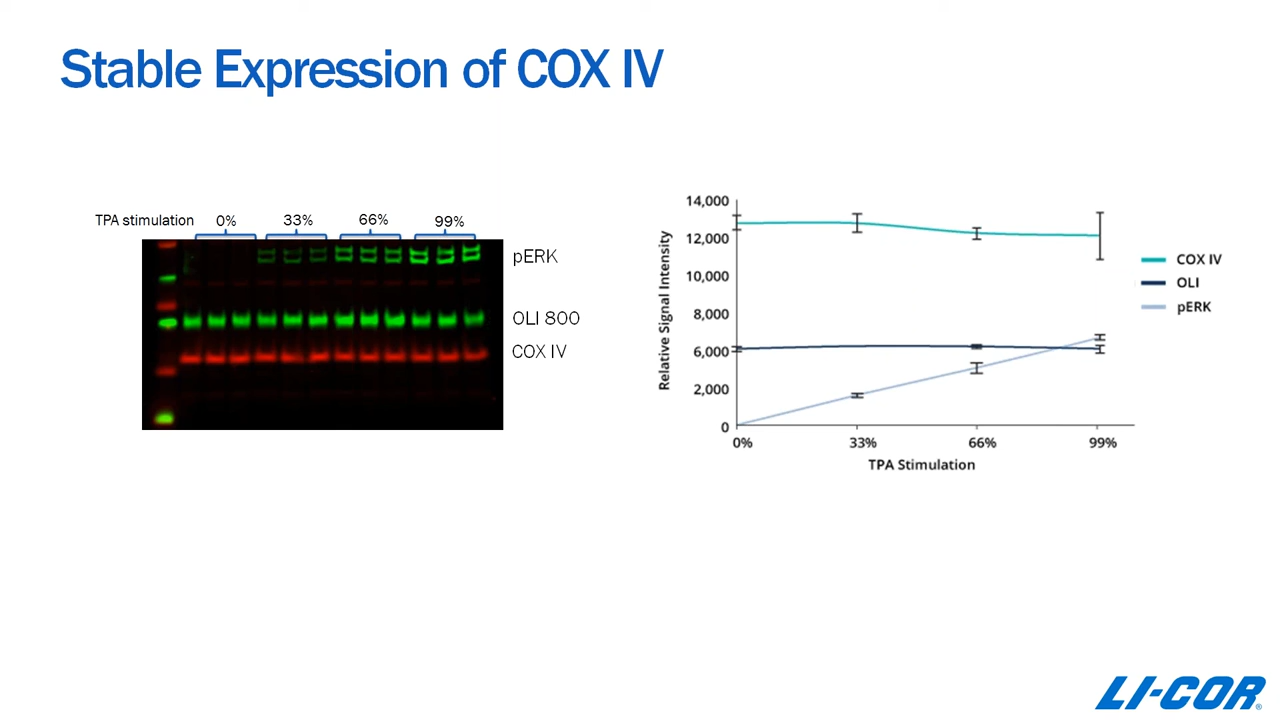 Stable Expression of COX IV
TPA stimulation 0% 33% 66% 99%
pERK
OLI 800
COX IV
14,000
12,000
10,000
8,000
6,000
4,000
2,000
0
Relative Signal Intensity
0% 33% 66% 99%
TPA Stimulation
COX IV
OLI
pERK
LI-COR®